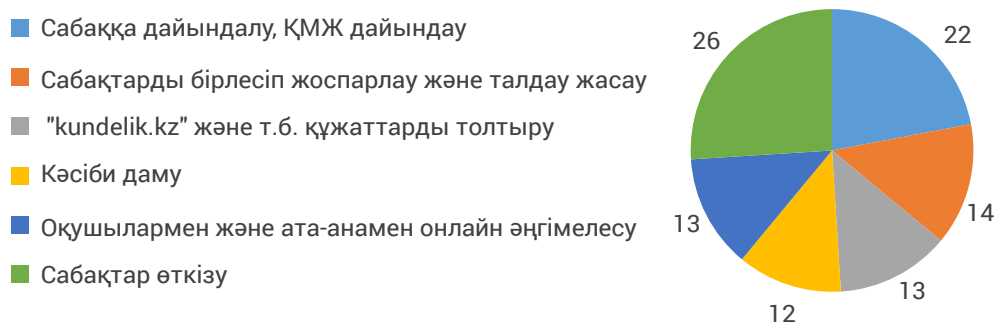 Сабаққа дайындалу, ҚМЖ дайындау
Сабақтарды бірлесіп жоспарлау және талдау жасау
"kundelik.kz" және т.б. құжаттарды толтыру
Кәсіби даму
Оқушылармен және ата-анамен онлайн әңгімелесу
Сабақтар өткізу
26
22
14
13
12
13